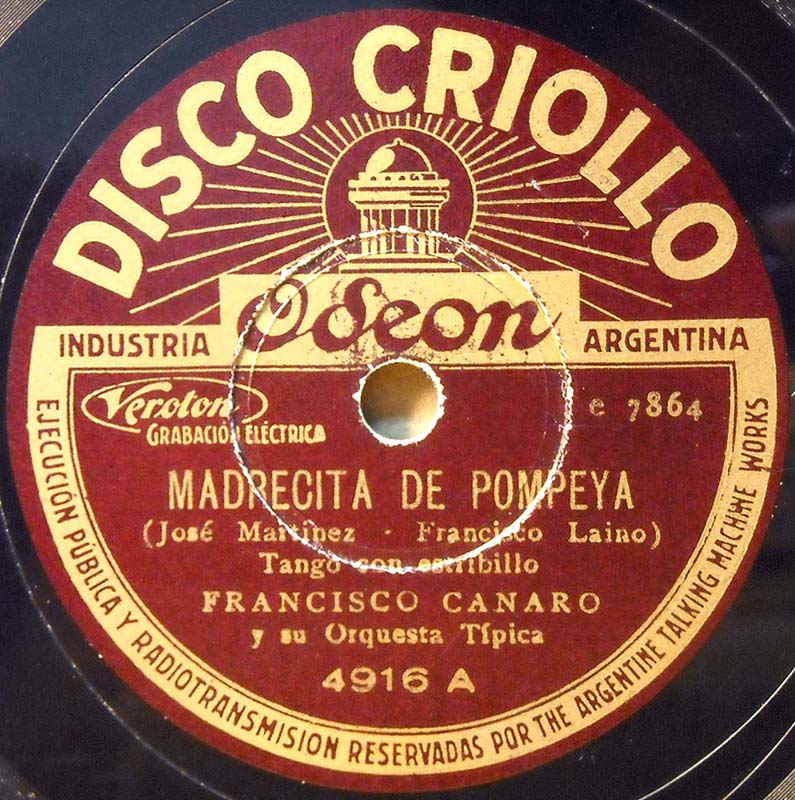 DISCO CRIOLLO
Odeon
INDUSTRIA ARGENTINA
Veroton
GRABACIÓN ELÉCTRICA
e 7864
MADRECITA DE POMPEYA
(José Martinez - Francisco Laino)
Tango con estribillo
FRANCISCO CANARO
y su Orquesta Típica
4916 A
EJECUCIÓN PÚBLICA Y RADIOTRANSMISION RESERVADAS POR THE ARGENTINE TALKING MACHINE WORKS